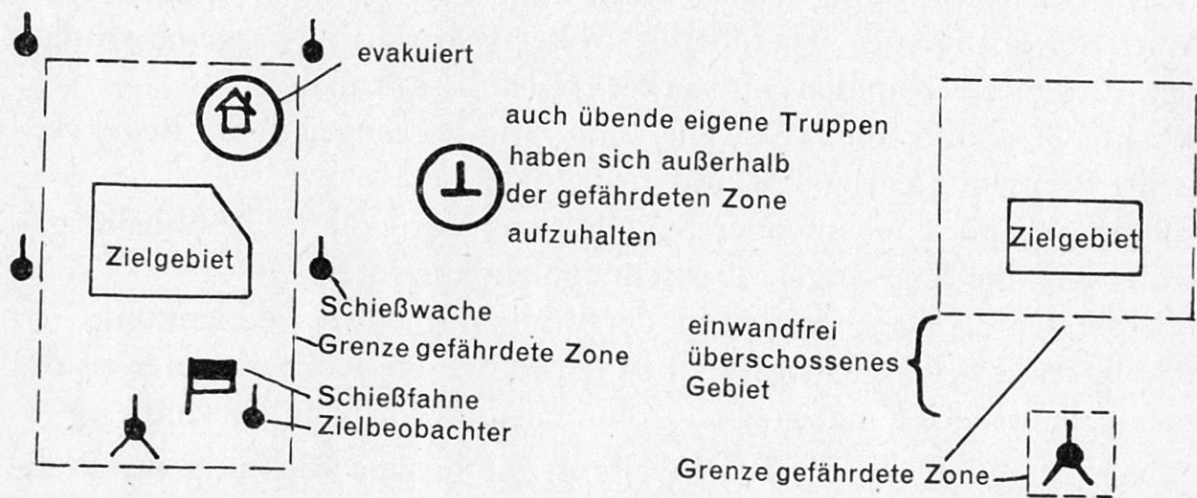 evakuiert
auch übende eigene Truppen
haben sich außerhalb
der gefährdeten Zone
aufzuhalten
Zielgebiet
Schießwache
Grenze gefährdete Zone
Schießfahne
Zielbeobachter
Zielgebiet
einwandfrei
überschossenes
Gebiet
Grenze gefährdete Zone